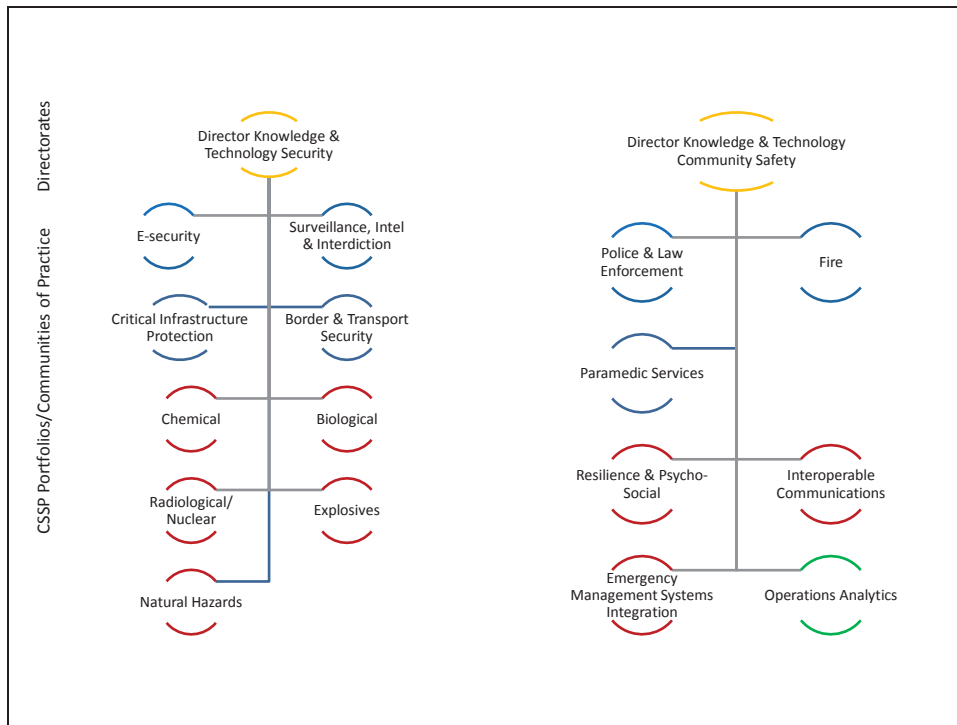 Directorates
CSSP Portfolios/Communities of Practice
Director Knowledge &
Technology Security
E-security
Surveillance, Intel
& Interdiction
Critical Infrastructure
Protection
Border & Transport
Security
Chemical
Biological
Radiological/
Nuclear
Explosives
Natural Hazards
Director Knowledge & Technology
Community Safety
Police & Law
Enforcement
Fire
Paramedic Services
Resilience & Psycho-
Social
Interoperable
Communications
Emergency
Management Systems
Integration
Operations Analytics